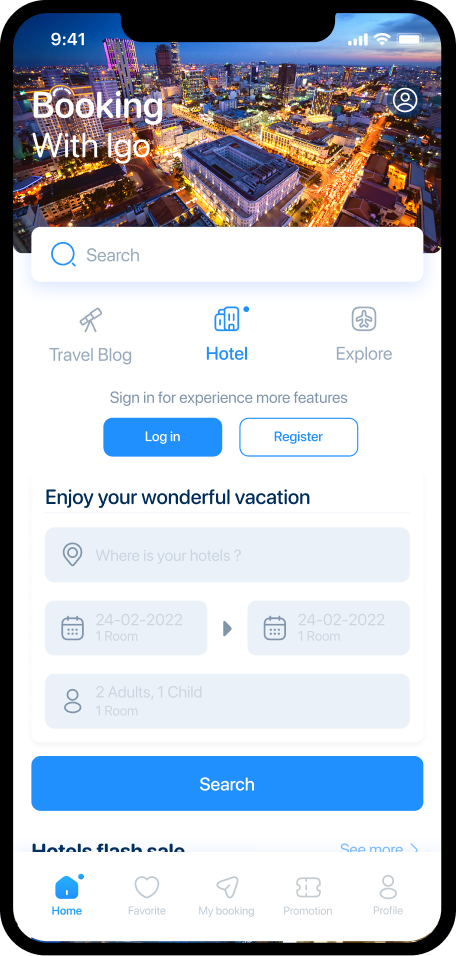 9:41
Booking
With Igo
Search
Travel Blog
Hotel
Explore
Sign in for experience more features
Log in
Register
Enjoy your wonderful vacation
Where is your hotels ?
24-02-2022
1 Room
24-02-2022
1 Room
2 Adults, 1 Child
1 Room
Search
Hotels flash sale
See more
Home
Favorite
My booking
Promotion
Profile